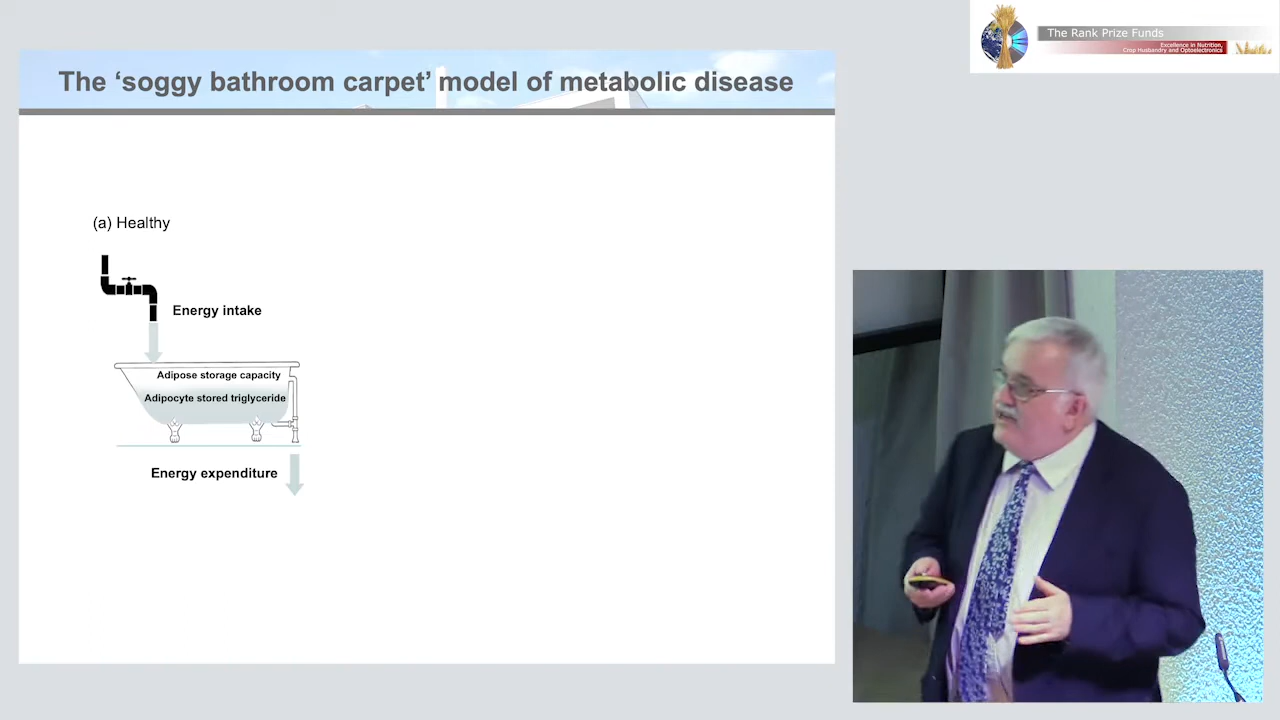 The Rank Prize Funds
Excellence in Nutrition,
Crop Husbandry and Optoelectronics
The ‘soggy bathroom carpet’ model of metabolic disease
(a) Healthy
Energy intake
Adipose storage capacity
Adipocyte stored triglyceride
Energy expenditure